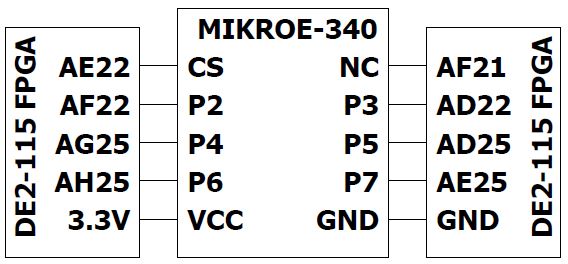 MIKROE-340
DE2-115 FPGA
AE22 CS NC AF21
AF22 P2 P3 AD22
AG25 P4 P5 AD25
AH25 P6 P7 AE25
3.3V VCC GND GND
DE2-115 FPGA